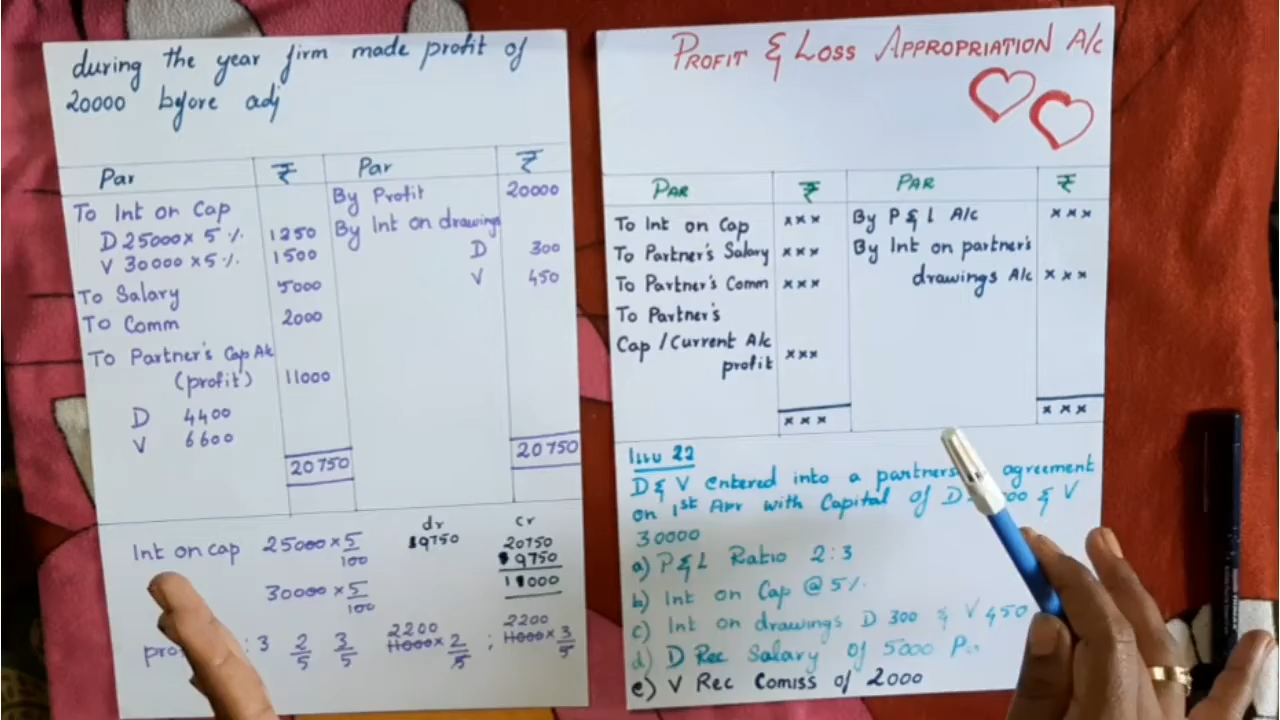 during the year firm made profit of
20000 before adj
Par ₹ Par ₹
To Int on Cap
D 25000 x 5 % 1250
V 30000 x 5 %. 1500
To Salary 5000
To Comm 2000
To Partner's Cap A/c
(profit) 11000
D 4400
V 6600
20750
By Profit 20000
By Int on drawings
D 300
V 450
20750
Int on cap 25000 x 5/100
30000 x 5/100
dr
9750
cr
20750
9750
11000
: 3 2/5 3/5
2200
11000 x 2/5 ;
2200
11000 x 3/5
PROFIT & LOSS APPROPRIATION A/c
PAR ₹ PAR ₹
To Int on Cap xxx
To Partner's Salary xxx
To Partner's Comm xxx
To Partner's
Cap / Current A/c
profit xxx
xxx
By P & L A/c xxx
By Int on partner's
drawings A/c xxx
xxx
Illu 22
D & V entered into a agreement
on 1st Apr with Capital of D & V
30000
a) P & L Ratio 2:3
b) Int on Cap @ 5%.
c) Int on drawings D 300 & V 450
d) D Rec Salary of 5000
e) V Rec Comiss of 2000